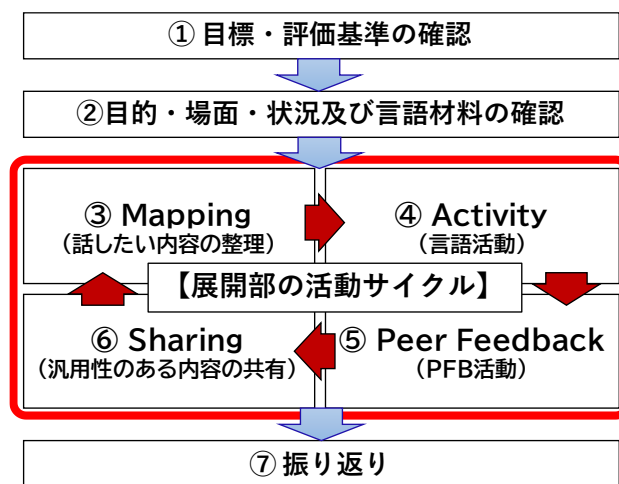 ① 目標・評価基準の確認
②目的・場面・状況及び言語材料の確認
③ Mapping
(話したい内容の整理)
④ Activity
(言語活動)
【展開部の活動サイクル】
⑥ Sharing
(汎用性のある内容の共有)
⑤ Peer Feedback
(PFB活動)
⑦ 振り返り